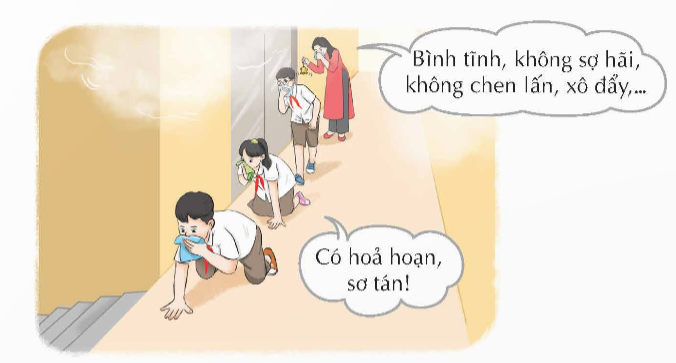 Bình tĩnh, không sợ hãi,
không chen lấn, xô đẩy,...
Có hoả hoạn,
sơ tán!